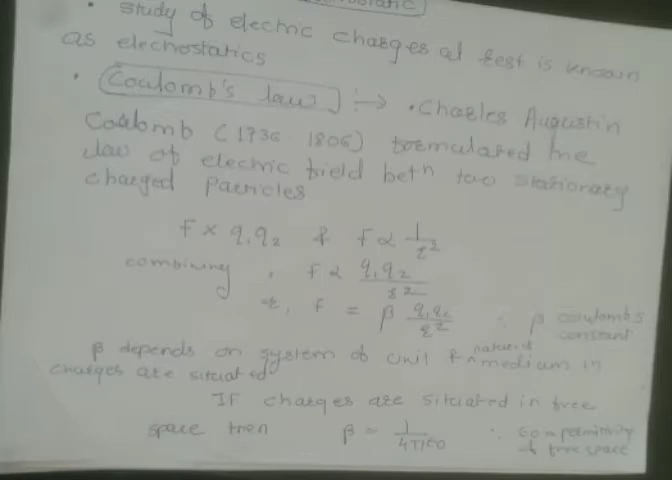 • Study of electric charges at rest is known
as electrostatics
• Coulomb's law :→ • Charles Augustin
Coulomb (1736-1806) formulated the
law of electric field betn two stationary
charged Particles
F ∝ q₁q₂ & f ∝ 1/r²
combining, f ∝ q₁q₂/r²
or, f = β q₁q₂/r² ∵ β coulomb's
constant
β depends on system of unit & nature of medium in
charges are situated
IF charges are situated in free
space then β = 1/4πε₀ ∵ ε₀ permitivity
of free space